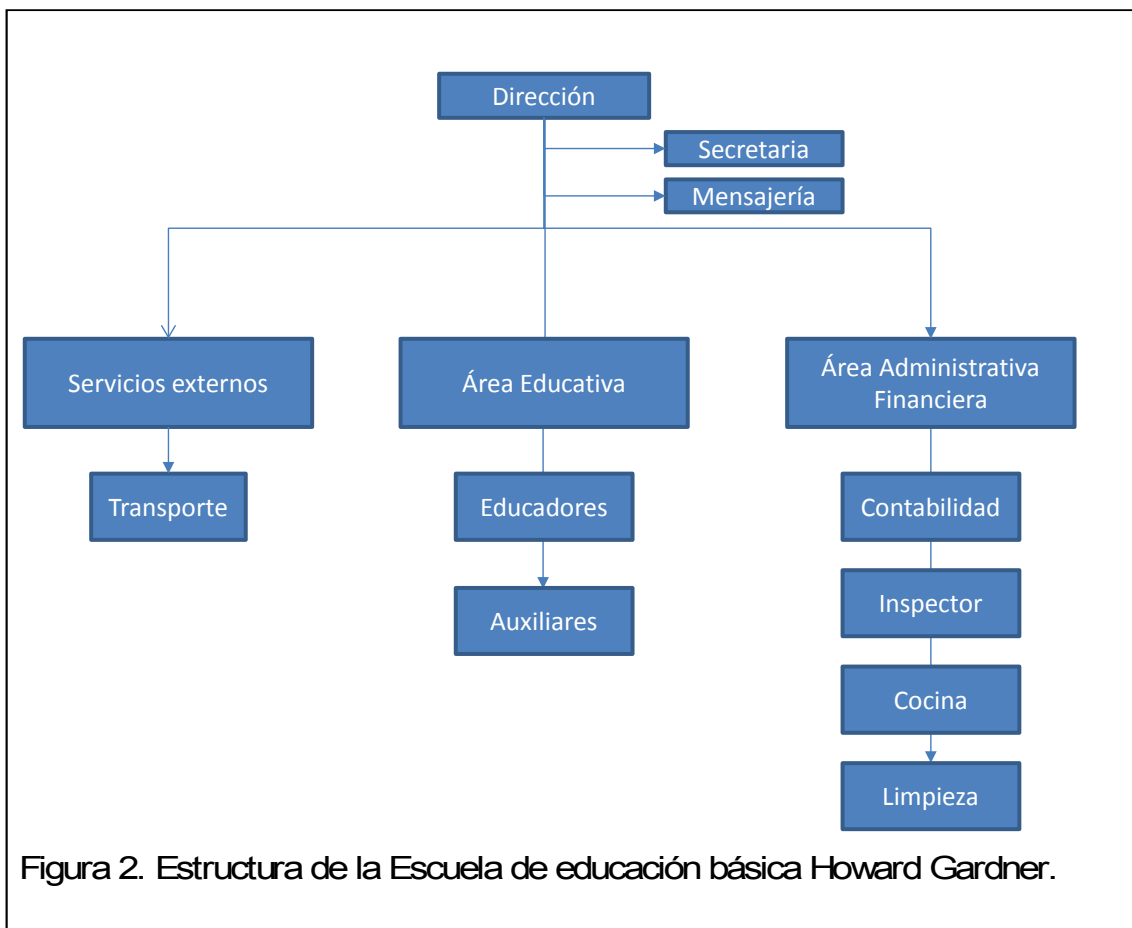 Dirección
Secretaria
Mensajería
Servicios externos
Área Educativa
Área Administrativa
Financiera
Transporte
Educadores
Contabilidad
Auxiliares
Inspector
Cocina
Limpieza
Figura 2. Estructura de la Escuela de educación básica Howard Gardner.